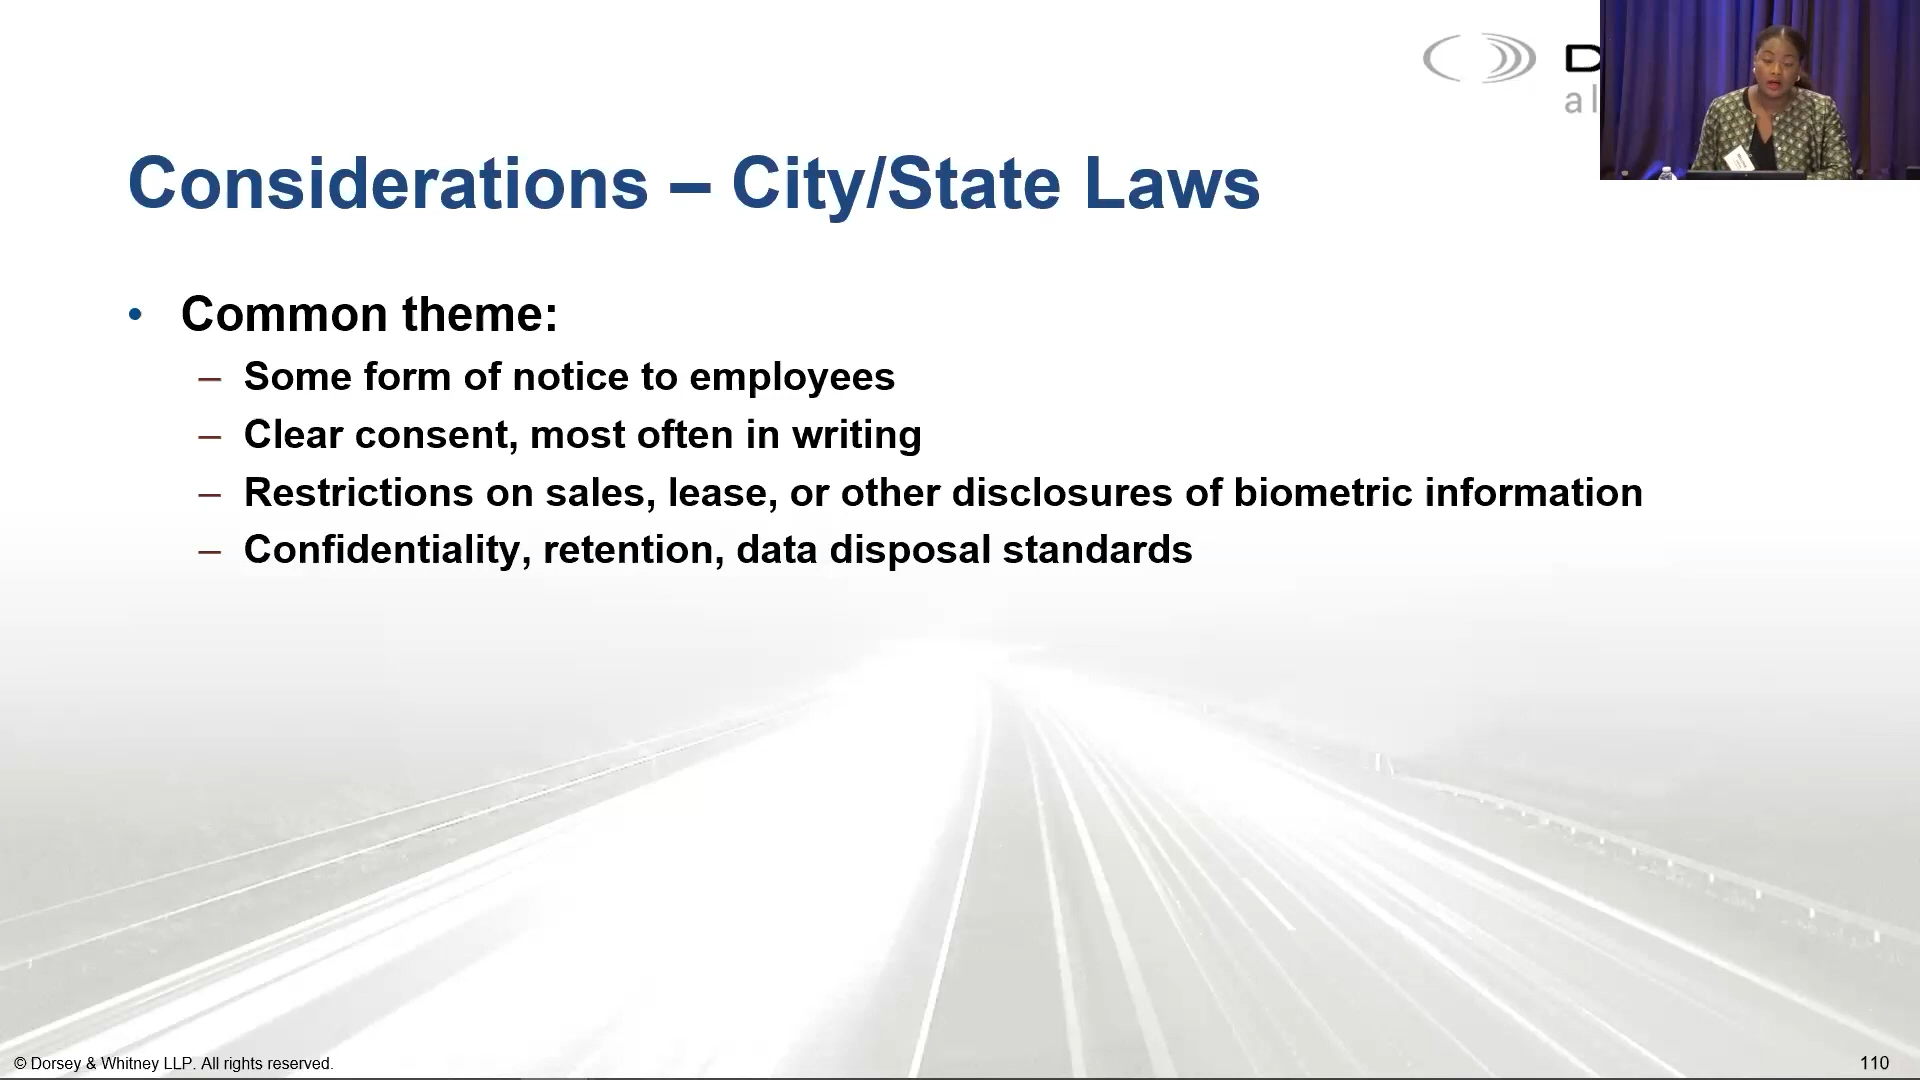 D
al
Considerations – City/State Laws
• Common theme:
– Some form of notice to employees
– Clear consent, most often in writing
– Restrictions on sales, lease, or other disclosures of biometric information
– Confidentiality, retention, data disposal standards
© Dorsey & Whitney LLP. All rights reserved.
110